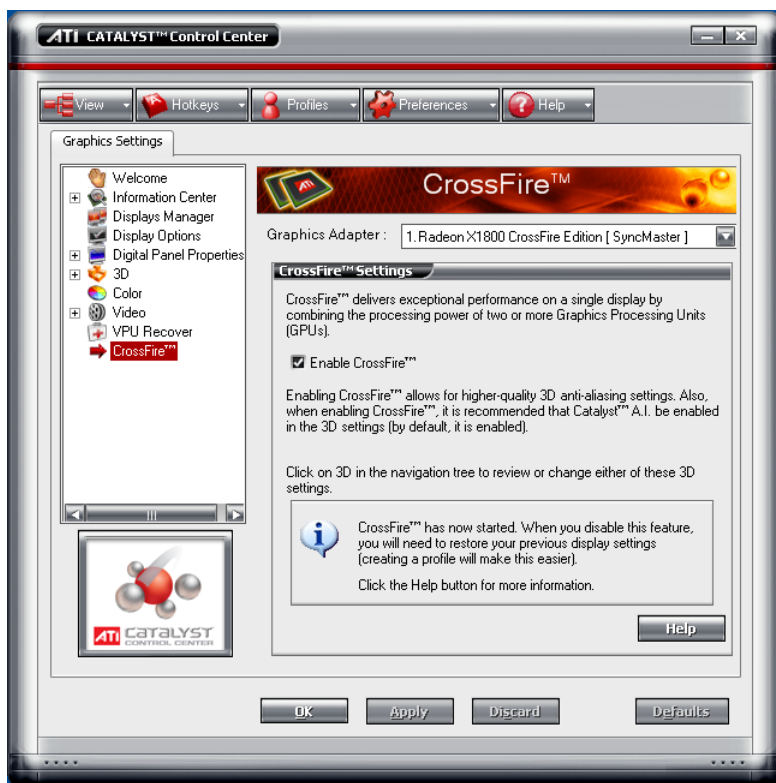 ATI CATALYST™ Control Center
View
Hotkeys
Profiles
Preferences
Help
Graphics Settings
Welcome
Information Center
Displays Manager
Display Options
Digital Panel Properties
3D
Color
Video
VPU Recover
CrossFire™
CrossFire™
Graphics Adapter :
1. Radeon X1800 CrossFire Edition [ SyncMaster ]
CrossFire™ Settings
CrossFire™ delivers exceptional performance on a single display by
combining the processing power of two or more Graphics Processing Units
(GPUs).
Enable CrossFire™
Enabling CrossFire™ allows for higher-quality 3D anti-aliasing settings. Also,
when enabling CrossFire™, it is recommended that Catalyst™ A.I. be enabled
in the 3D settings (by default, it is enabled).
Click on 3D in the navigation tree to review or change either of these 3D
settings.
CrossFire™ has now started. When you disable this feature,
you will need to restore your previous display settings
(creating a profile will make this easier).
Click the Help button for more information.
Help
ATI CATALYST
CONTROL CENTER
OK
Apply
Discard
Defaults